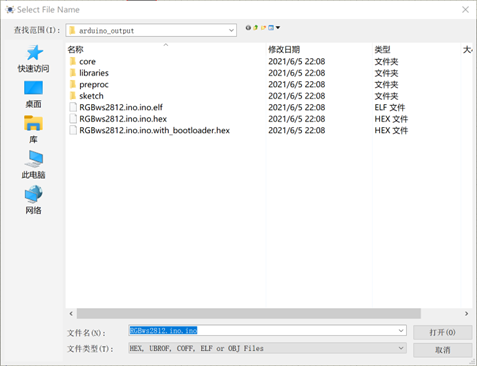 Select File Name
查找范围(I): arduino_output
名称 修改日期 类型 大
快速访问
桌面
库
此电脑
网络
core 2021/6/5 22:08 文件夹
libraries 2021/6/5 22:08 文件夹
preproc 2021/6/5 22:08 文件夹
sketch 2021/6/5 22:08 文件夹
RGBws2812.ino.ino.elf 2021/6/5 22:08 ELF 文件
RGBws2812.ino.ino.hex 2021/6/5 22:08 HEX 文件
RGBws2812.ino.ino.with_bootloader.hex 2021/6/5 22:08 HEX 文件
文件名(N): RGBws2812.ino.ino 打开(O)
文件类型(T): HEX, UBROF, COFF, ELF or OBJ Files 取消